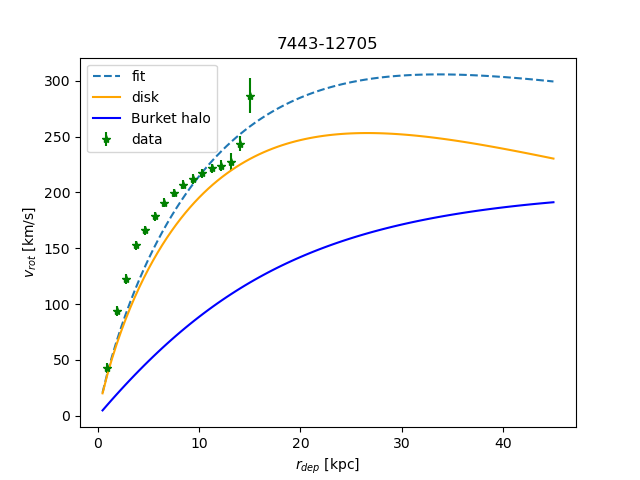 7443-12705
fit
disk
Burket halo
data
300
250
200
150
100
50
0
v_rot [km/s]
0 10 20 30 40
r_dep [kpc]